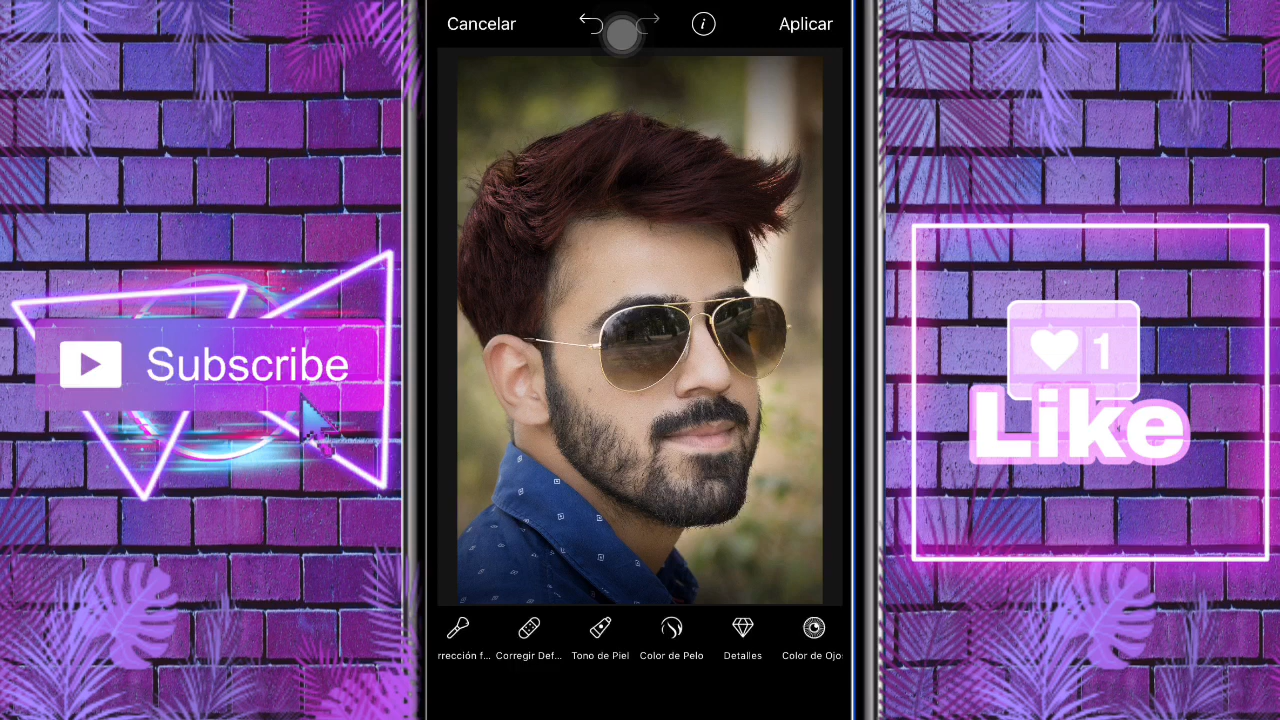 Cancelar
i
Aplicar
Subscribe
1
Like
rrección f...
Corregir Def...
Tono de Piel
Color de Pelo
Detalles
Color de Ojo